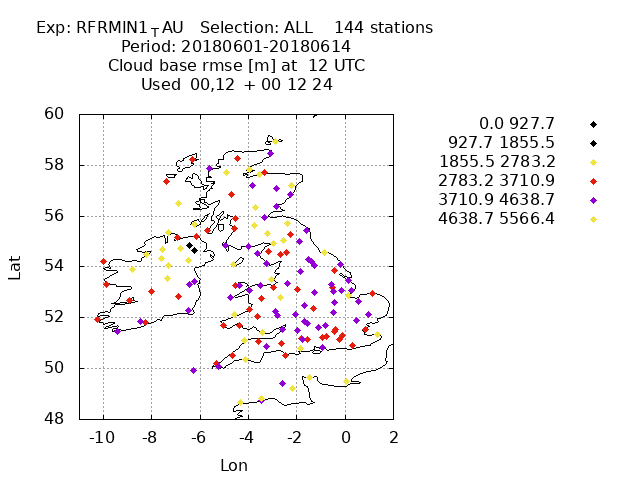 Exp: RFRMIN1_T AU   Selection: ALL    144 stations
Period: 20180601-20180614
Cloud base rmse [m] at  12 UTC
Used  00,12  + 00 12 24
60
58
56
54
52
50
48
Lat
-10 -8 -6 -4 -2 0 2
Lon
0.0 927.7
927.7 1855.5
1855.5 2783.2
2783.2 3710.9
3710.9 4638.7
4638.7 5566.4